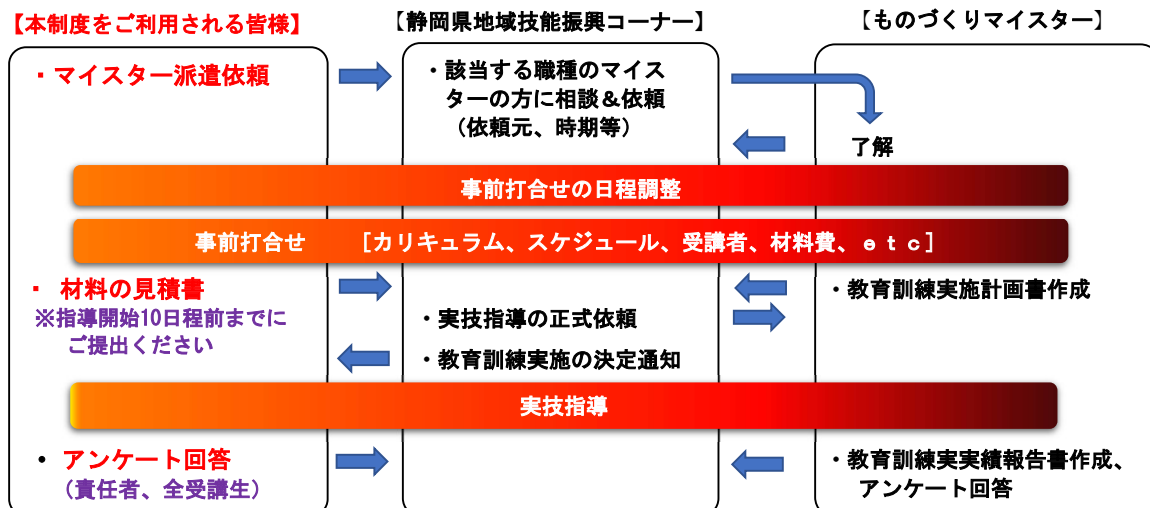 【本制度をご利用される皆様】
【静岡県地域技能振興コーナー】
【ものづくりマイスター】
・マイスター派遣依頼
・該当する職種のマイス
ターの方に相談＆依頼
（依頼元、時期等）
了解
事前打合せの日程調整
事前打合せ　［カリキュラム、スケジュール、受講者、材料費、ｅｔｃ］
・ 材料の見積書
※指導開始10日程前までに
ご提出ください
・教育訓練実施計画書作成
・実技指導の正式依頼
・教育訓練実施の決定通知
実技指導
・ アンケート回答
（責任者、全受講生）
・教育訓練実実績報告書作成、
アンケート回答